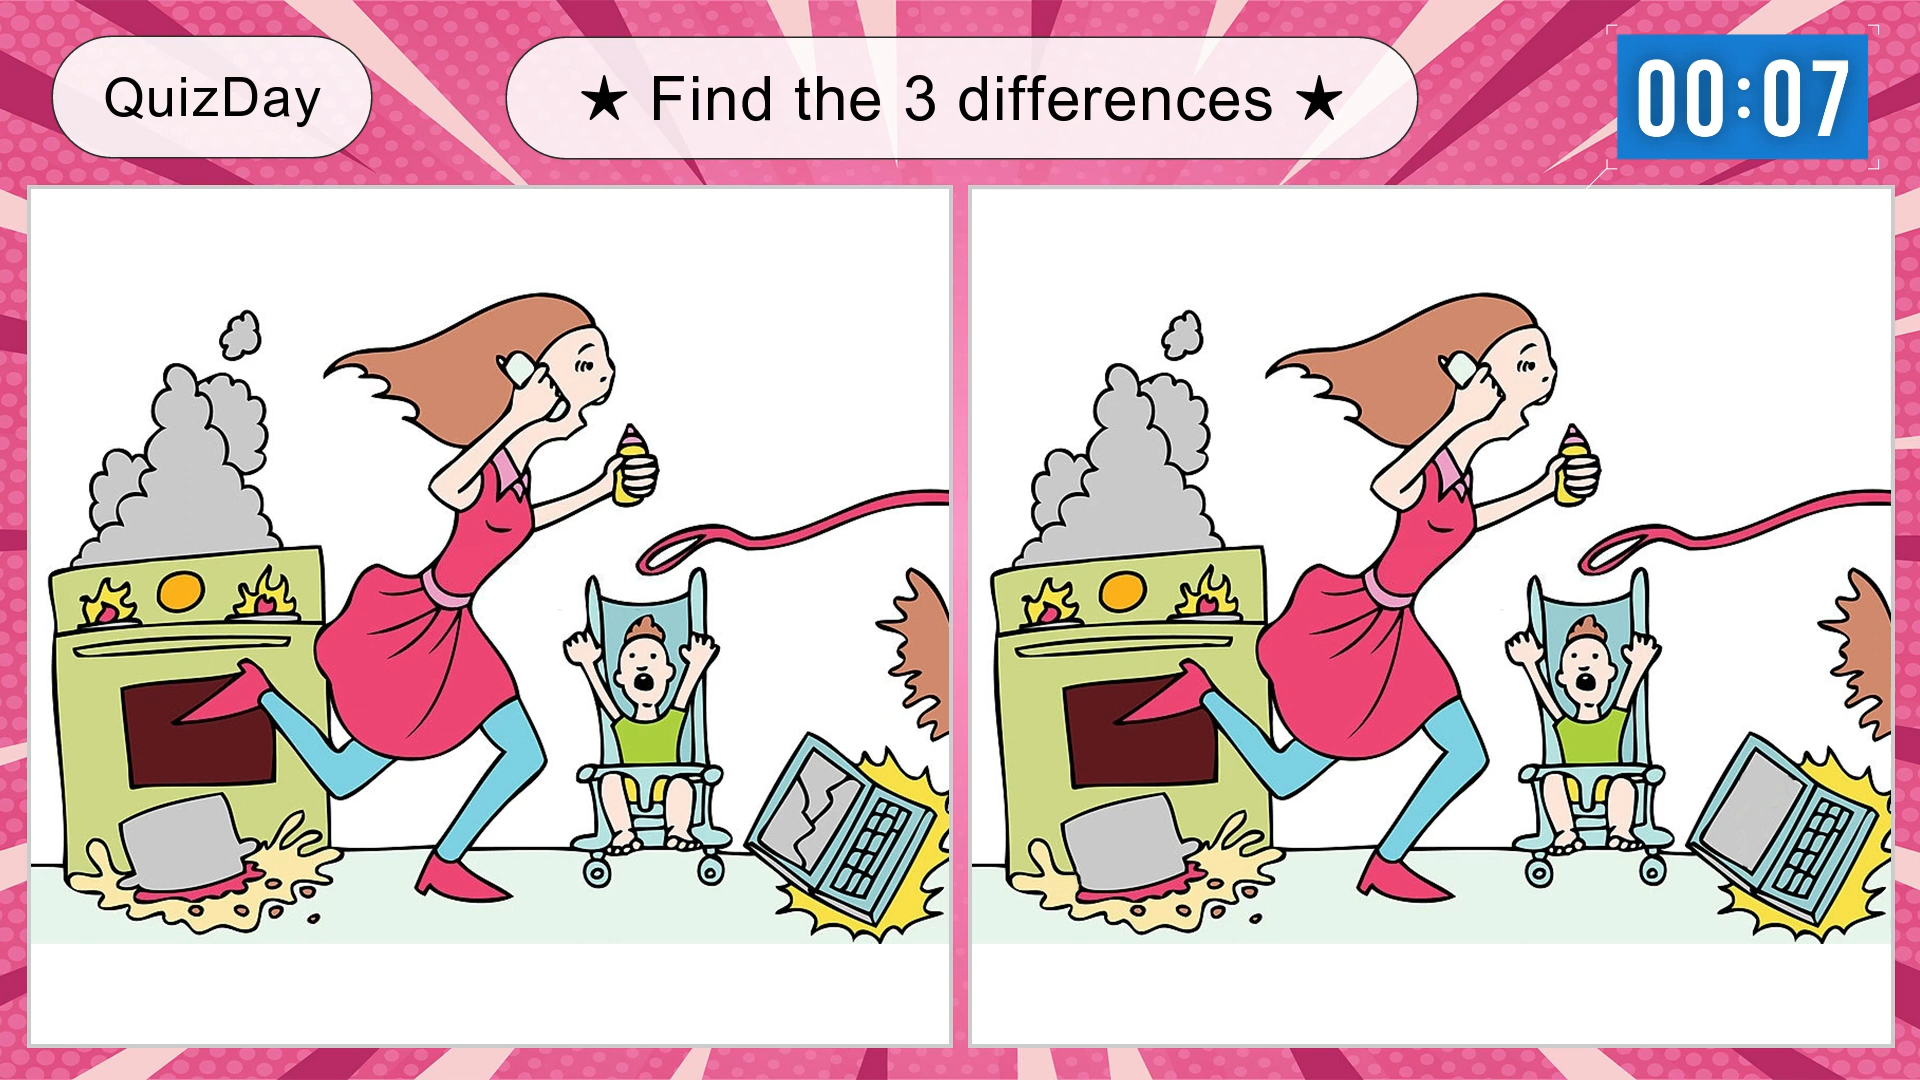 QuizDay
★ Find the 3 differences ★
00:07